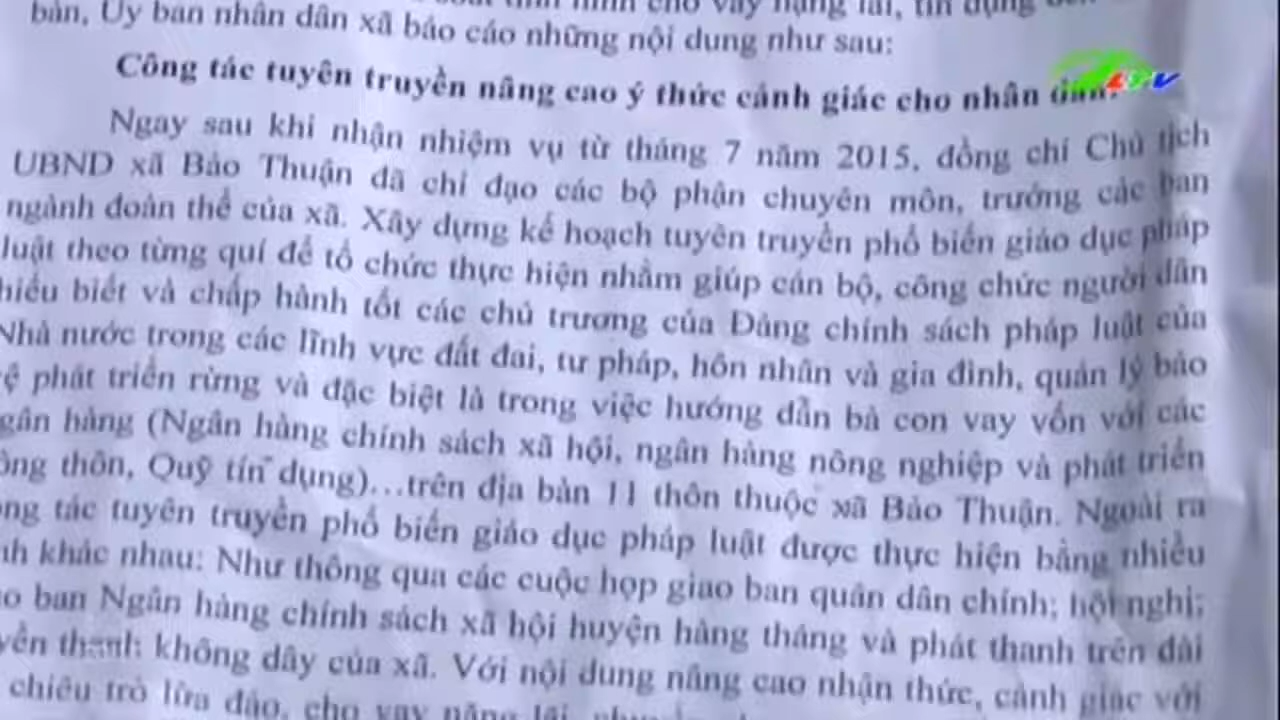 bàn, Ủy ban nhân dân xã báo cáo những nội dung như sau:
Công tác tuyên truyền nâng cao ý thức cảnh giác cho nhân
Ngay sau khi nhận nhiệm vụ từ tháng 7 năm 2015, đồng chí Chủ tịch
UBND xã Bảo Thuận đã chỉ đạo các bộ phận chuyên môn, trưởng các ban
ngành đoàn thể của xã. Xây dựng kế hoạch tuyên truyền phổ biến giáo dục pháp
luật theo từng quí để tổ chức thực hiện nhằm giúp cán bộ, công chức người dân
hiểu biết và chấp hành tốt các chủ trương của Đảng chính sách pháp luật của
Nhà nước trong các lĩnh vực đất đai, tư pháp, hôn nhân và gia đình, quản lý bảo
ệ phát triển rừng và đặc biệt là trong việc hướng dẫn bà con vay vốn với các
gân hàng (Ngân hàng chính sách xã hội, ngân hàng nông nghiệp và phát triển
ông thôn, Quỹ tín dụng)...trên địa bàn 11 thôn thuộc xã Bảo Thuận. Ngoài ra
ông tác tuyên truyền phổ biến giáo dục pháp luật được thực hiện bằng nhiều
nh khác nhau: Như thông qua các cuộc họp giao ban quân dân chính; hội nghị;
o ban Ngân hàng chính sách xã hội huyện hàng tháng và phát thanh trên đài
yền thanh không dây của xã. Với nội dung nâng cao nhận thức, cảnh giác với
chiêu trò lừa đảo, cho vay nặng lãi,